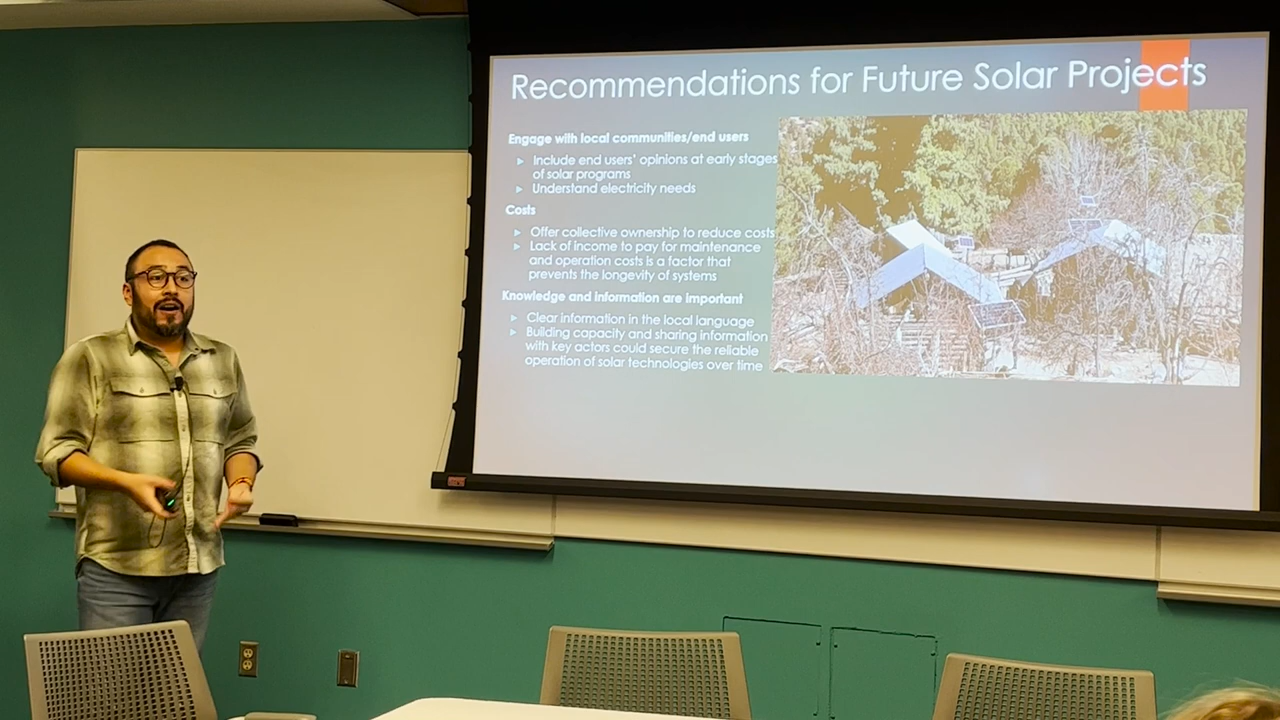 Recommendations for Future Solar Projects
Engage with local communities/end users
Include end users' opinions at early stages
of solar programs
Understand electricity needs
Costs
Offer collective ownership to reduce costs
Lack of income to pay for maintenance
and operation costs is a factor that
prevents the longevity of systems
Knowledge and information are important
Clear information in the local language
Building capacity and sharing information
with key actors could secure the reliable
operation of solar technologies over time